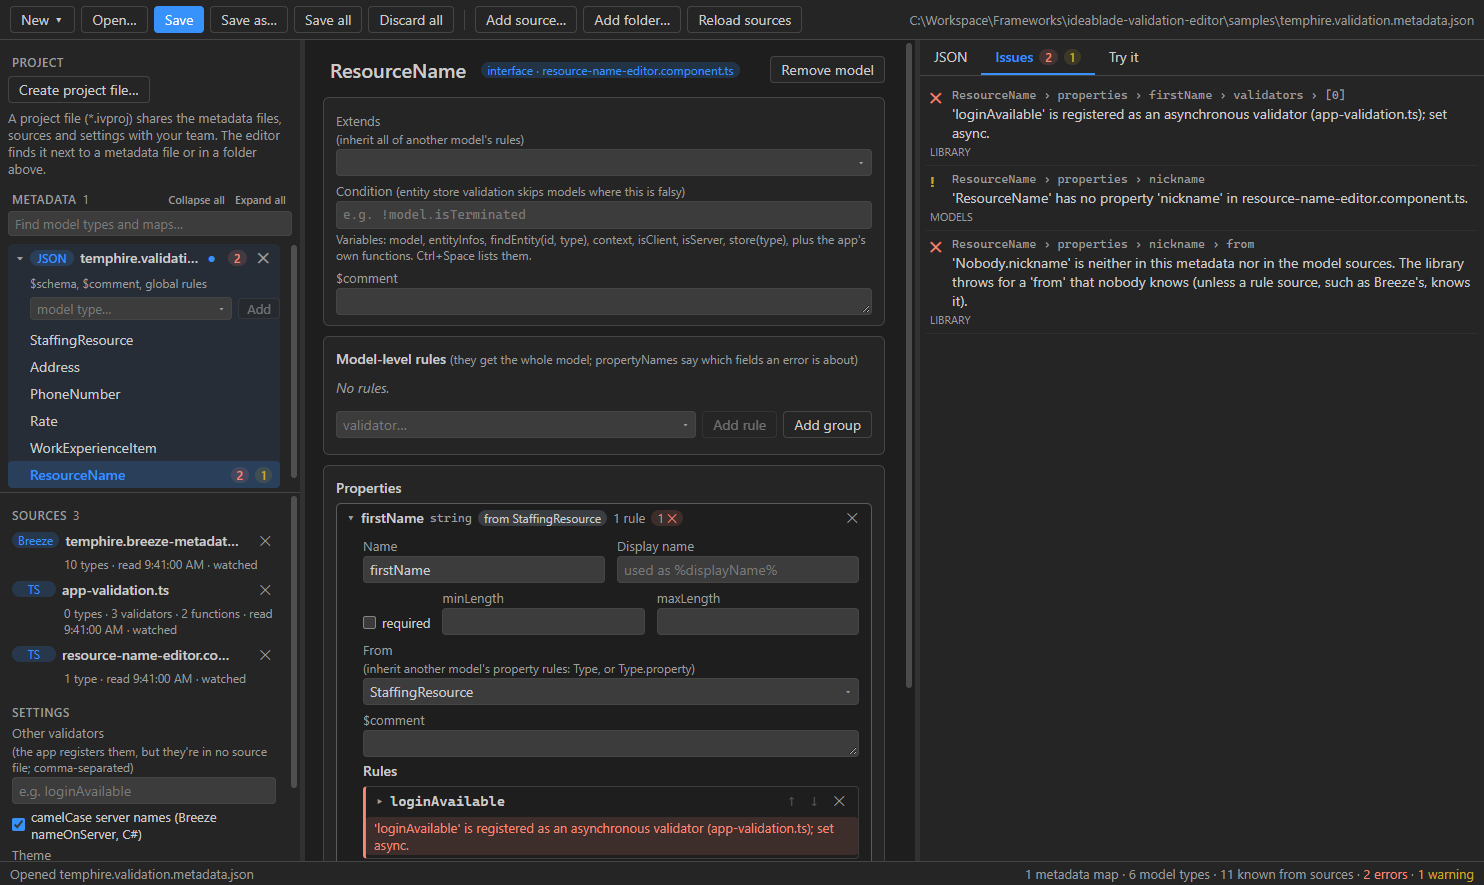 New ▾
Open...
Save
Save as...
Save all
Discard all
Add source...
Add folder...
Reload sources
C:\Workspace\Frameworks\ideablade-validation-editor\samples\temphire.validation.metadata.json
PROJECT
Create project file...
A project file (*.ivproj) shares the metadata files,
sources and settings with your team. The editor
finds it next to a metadata file or in a folder
above.
METADATA 1
Collapse all
Expand all
Find model types and maps...
JSON temphire.validati... ● 2
$schema, $comment, global rules
model type...
Add
StaffingResource
Address
PhoneNumber
Rate
WorkExperienceItem
ResourceName 2 1
SOURCES 3
Breeze temphire.breeze-metadat...
10 types · read 9:41:00 AM · watched
TS app-validation.ts
0 types · 3 validators · 2 functions · read
9:41:00 AM · watched
TS resource-name-editor.co...
1 type · read 9:41:00 AM · watched
SETTINGS
Other validators
(the app registers them, but they're in no source
file; comma-separated)
e.g. loginAvailable
camelCase server names (Breeze
nameOnServer, C#)
Theme
ResourceName
interface · resource-name-editor.component.ts
Remove model
Extends
(inherit all of another model's rules)
Condition (entity store validation skips models where this is falsy)
e.g. !model.isTerminated
Variables: model, entityInfos, findEntity(id, type), context, isClient, isServer, store(type), plus the app's
own functions. Ctrl+Space lists them.
$comment
Model-level rules (they get the whole model; propertyNames say which fields an error is about)
No rules.
validator...
Add rule
Add group
Properties
firstName string from StaffingResource 1 rule 1 ✕
Name
Display name
firstName
used as %displayName%
required
minLength
maxLength
From
(inherit another model's property rules: Type, or Type.property)
StaffingResource
$comment
Rules
loginAvailable ↑ ↓
'loginAvailable' is registered as an asynchronous validator (app-validation.ts); set
async.
JSON
Issues 2 1
Try it
ResourceName › properties › firstName › validators › [0]
'loginAvailable' is registered as an asynchronous validator (app-validation.ts); set
async.
LIBRARY
! ResourceName › properties › nickname
'ResourceName' has no property 'nickname' in resource-name-editor.component.ts.
MODELS
ResourceName › properties › nickname › from
'Nobody.nickname' is neither in this metadata nor in the model sources. The library
throws for a 'from' that nobody knows (unless a rule source, such as Breeze's, knows
it).
LIBRARY
Opened temphire.validation.metadata.json
1 metadata map · 6 model types · 11 known from sources · 2 errors · 1 warning